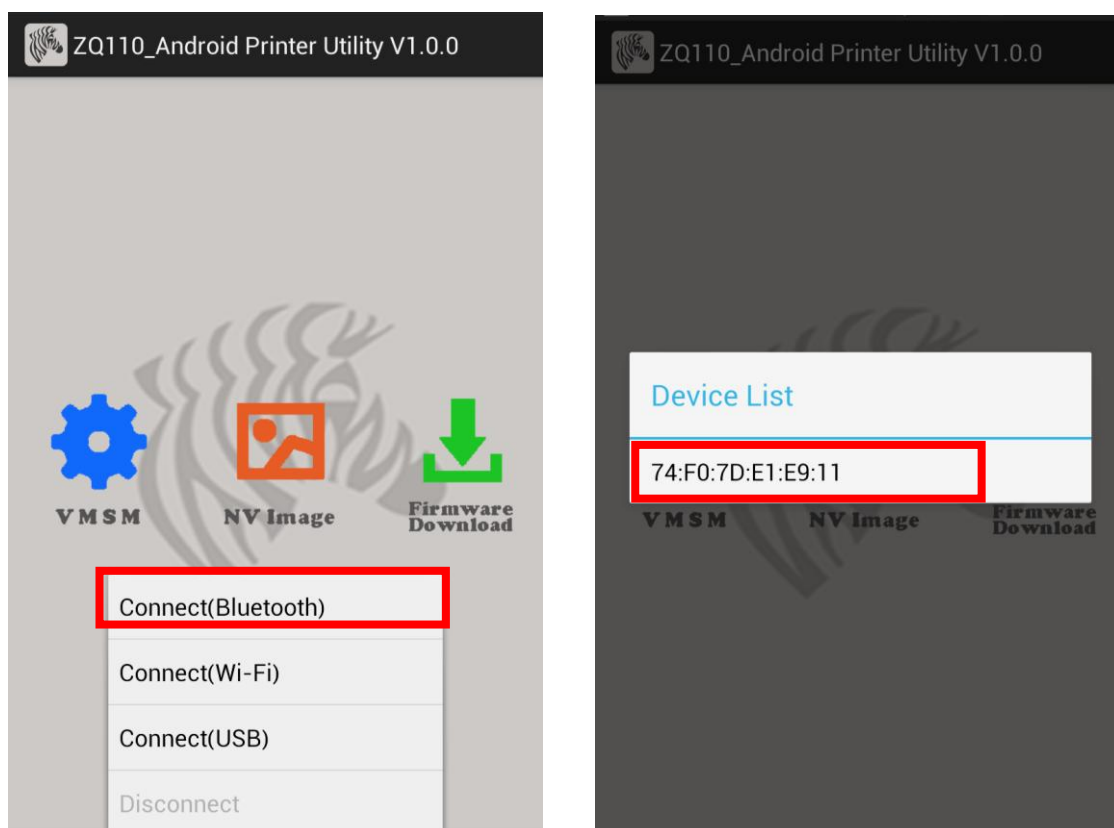 ZQ110_Android Printer Utility V1.0.0
VMSM
NV Image
Firmware
Download
Connect(Bluetooth)
Connect(Wi-Fi)
Connect(USB)
Disconnect
ZQ110_Android Printer Utility V1.0.0
Device List
74:F0:7D:E1:E9:11
VMSM
NV Image
Firmware
Download